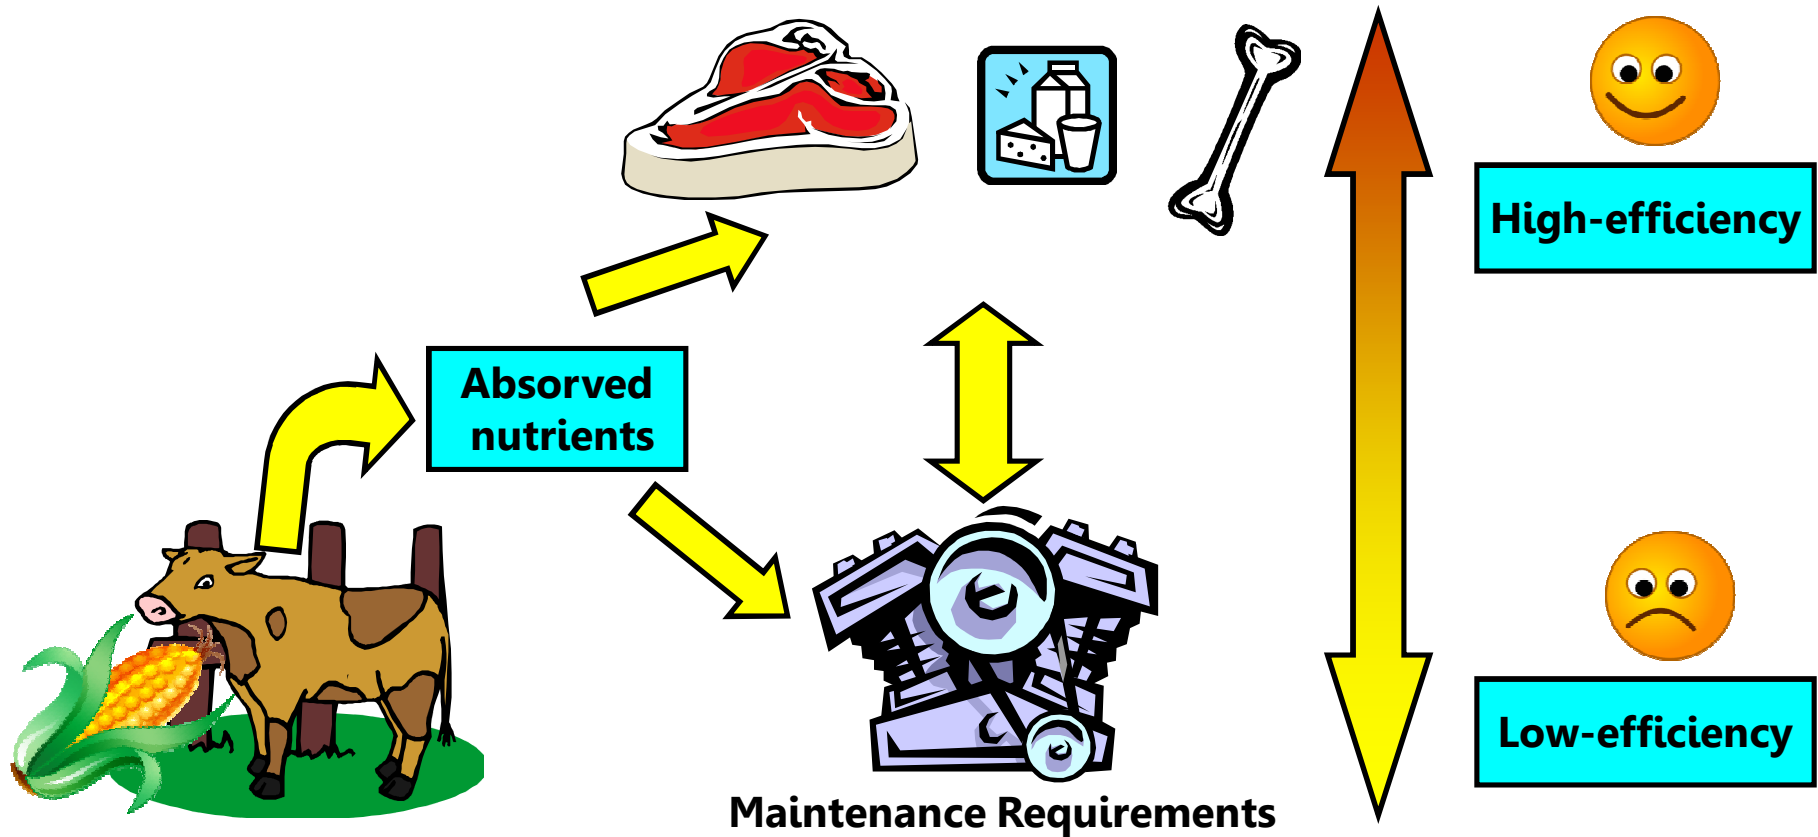 High-efficiency
Absorved
nutrients
Low-efficiency
Maintenance Requirements